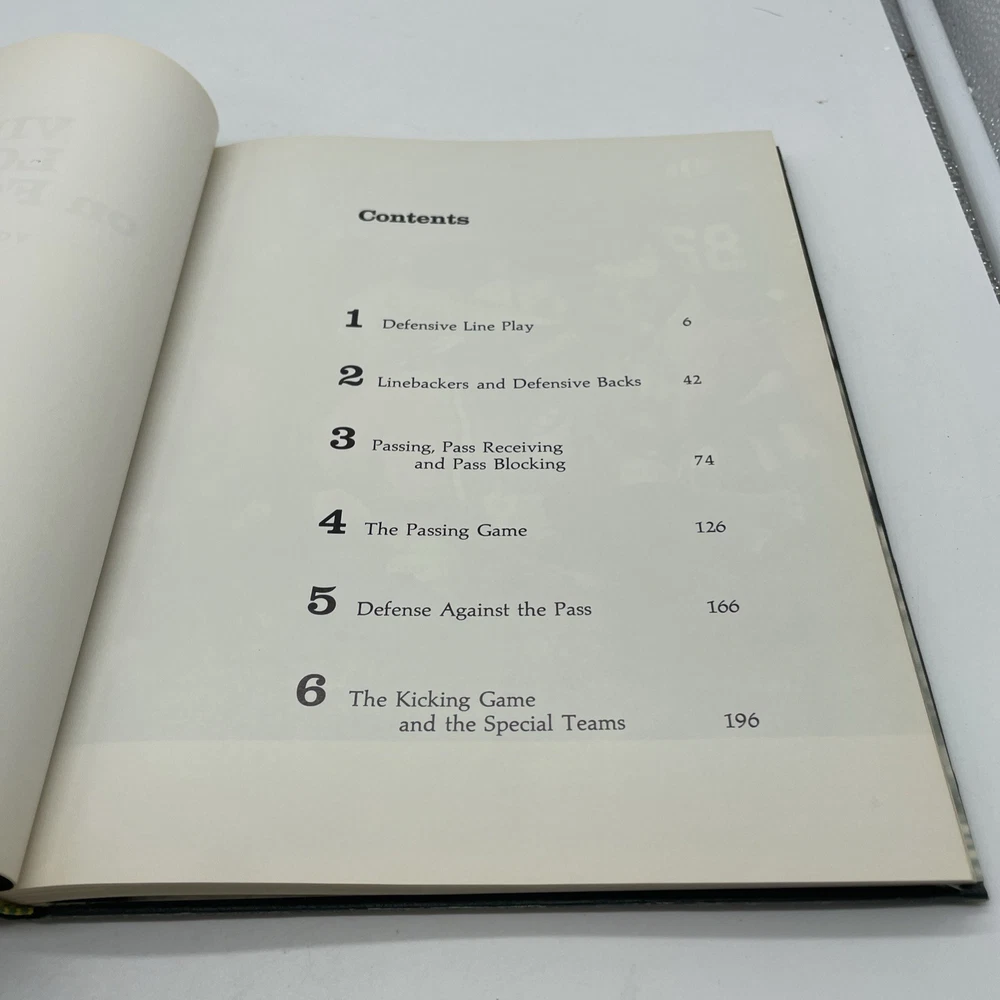 Contents
1 Defensive Line Play 6
2 Linebackers and Defensive Backs 42
3 Passing, Pass Receiving
and Pass Blocking 74
4 The Passing Game 126
5 Defense Against the Pass 166
6 The Kicking Game
and the Special Teams 196